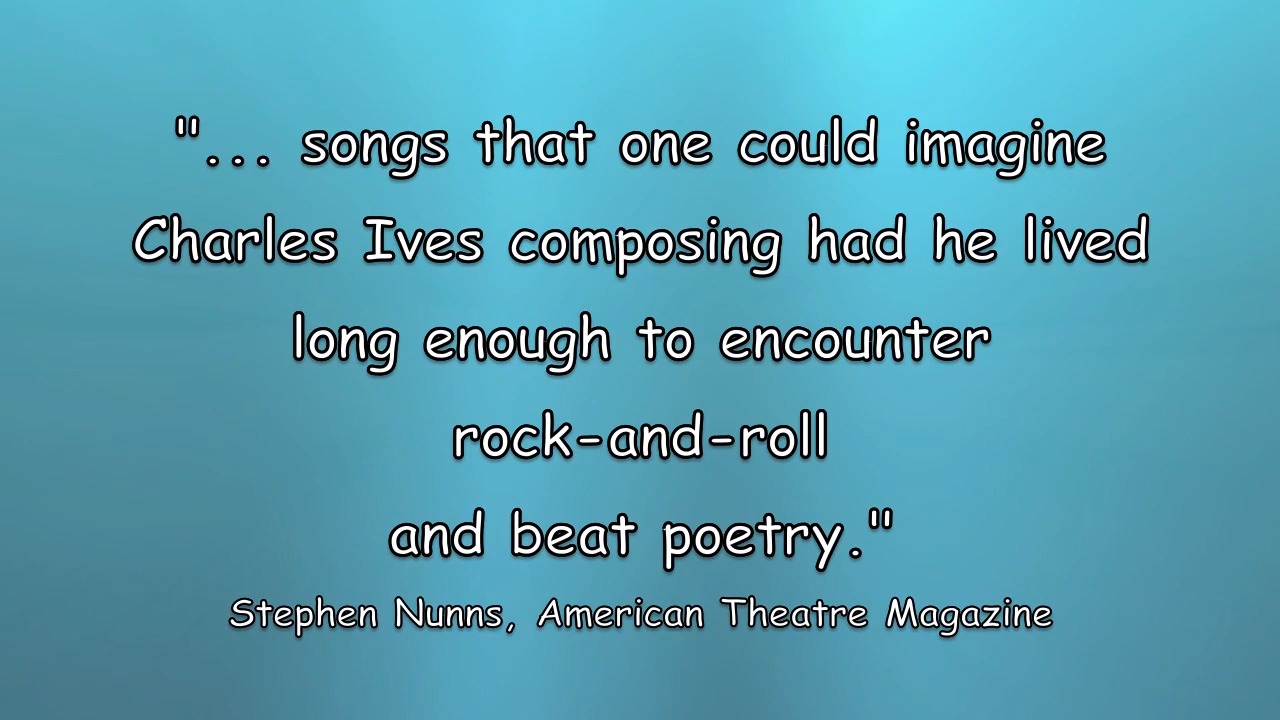 "... songs that one could imagine
Charles Ives composing had he lived
long enough to encounter
rock-and-roll
and beat poetry."
Stephen Nunns, American Theatre Magazine